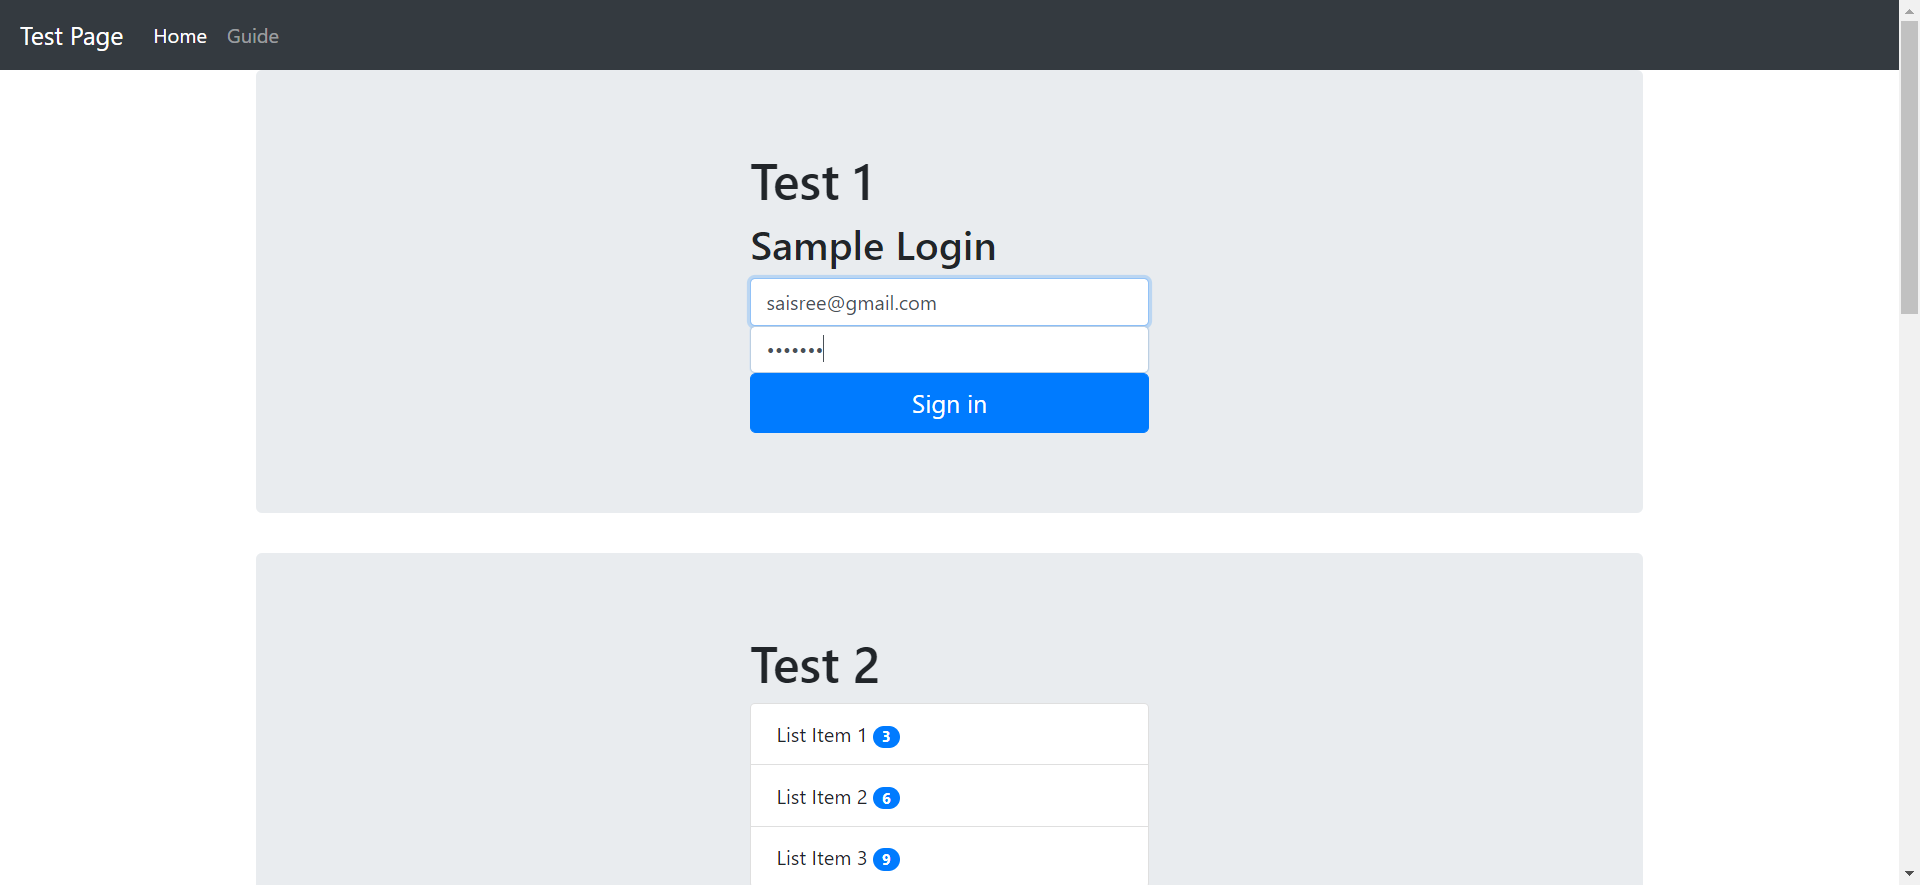 Test Page Home Guide
Test 1
Sample Login
saisree@gmail.com
•••••••
Sign in
Test 2
List Item 1 3
List Item 2 6
List Item 3 9